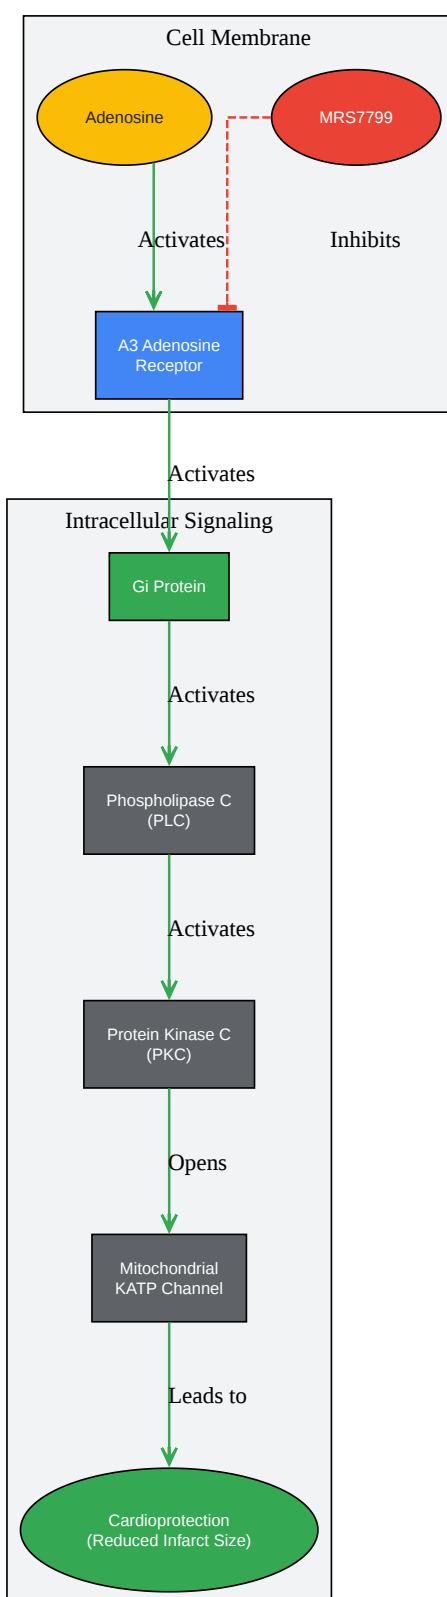 Cell Membrane
Adenosine
MRS7799
Activates
Inhibits
A3 Adenosine
Receptor
Activates
Intracellular Signaling
Gi Protein
Activates
Phospholipase C
(PLC)
Activates
Protein Kinase C
(PKC)
Opens
Mitochondrial
KATP Channel
Leads to
Cardioprotection
(Reduced Infarct Size)